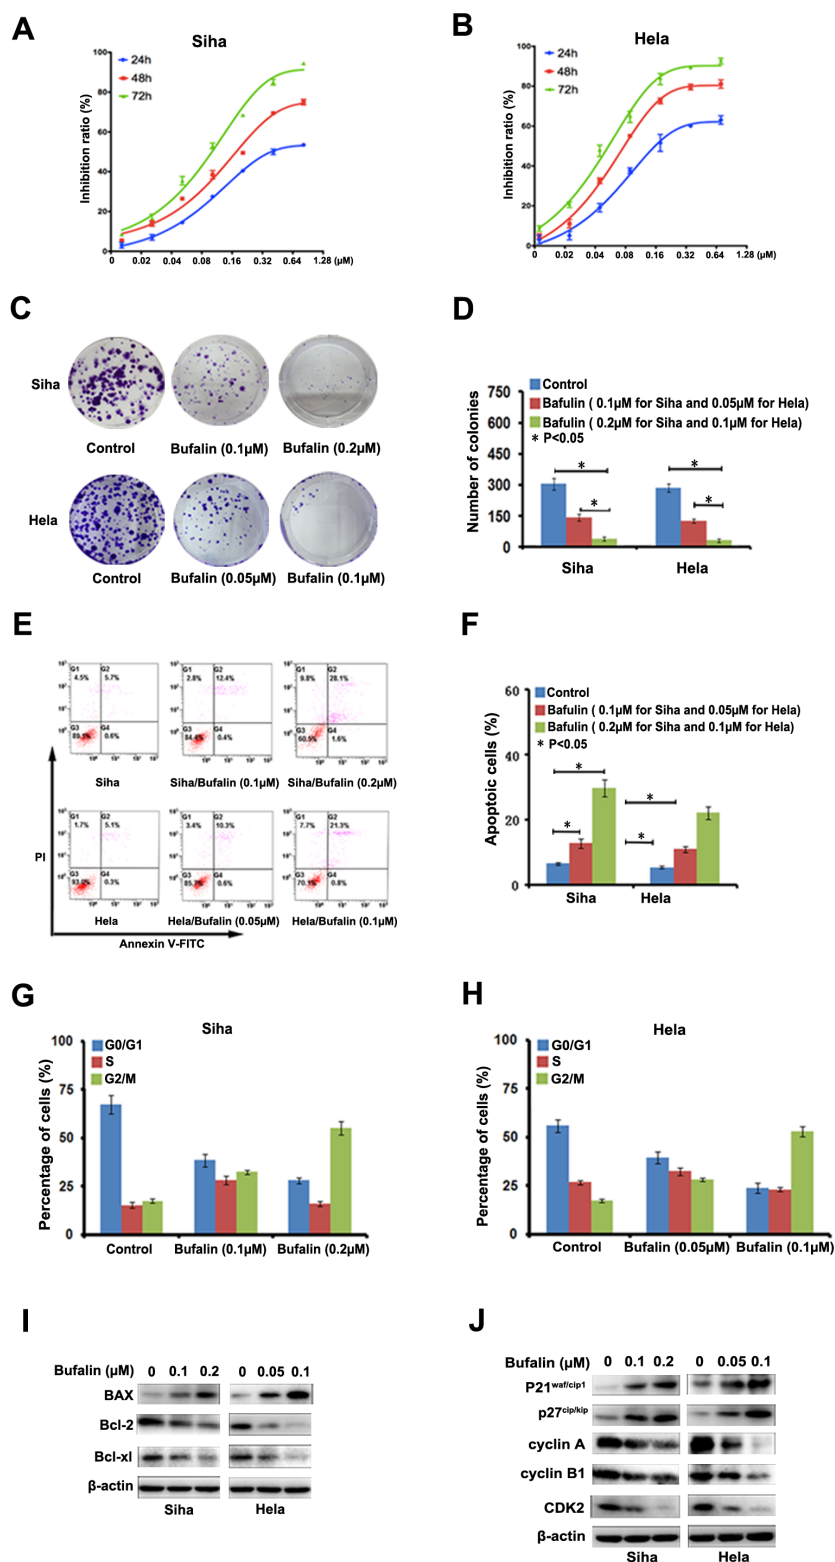 A
Siha
24h
48h
72h
Inhibition ratio (%)
100
80
60
40
20
0
0 0.02 0.04 0.08 0.16 0.32 0.64 1.28 (μM)
B
Hela
24h
48h
72h
Inhibition ratio (%)
100
80
60
40
20
0
0 0.02 0.04 0.08 0.16 0.32 0.64 1.28 (μM)
C
Siha
Control Bufalin (0.1μM) Bufalin (0.2μM)
Hela
Control Bufalin (0.05μM) Bufalin (0.1μM)
D
Control
Bafulin ( 0.1μM for Siha and 0.05μM for Hela)
Bafulin ( 0.2μM for Siha and 0.1μM for Hela)
* P<0.05
Number of colonies
750
600
450
300
150
0
* *
* *
Siha Hela
E
G1 4.5% G2 5.7%
G3 G4 0.6%
Siha
G1 2.8% G2 12.4%
G3 84.4% G4 0.4%
Siha/Bufalin (0.1μM)
G1 9.8% G2 28.1%
G3 60.5% G4 1.6%
Siha/Bufalin (0.2μM)
G1 1.7% G2 5.1%
G3 93.0% G4 0.3%
Hela
G1 3.4% G2 10.3%
G3 85.7% G4 0.6%
Hela/Bufalin (0.05μM)
G1 7.7% G2 21.3%
G3 70.1% G4 0.8%
Hela/Bufalin (0.1μM)
PI
Annexin V-FITC
F
Control
Bafulin ( 0.1μM for Siha and 0.05μM for Hela)
Bafulin ( 0.2μM for Siha and 0.1μM for Hela)
* P<0.05
Apoptoic cells (%)
60
40
20
0
* *
* *
Siha Hela
G
Siha
G0/G1
S
G2/M
Percentage of cells (%)
100
75
50
25
0
Control Bufalin (0.1μM) Bufalin (0.2μM)
H
Hela
G0/G1
S
G2/M
Percentage of cells (%)
100
75
50
25
0
Control Bufalin (0.05μM) Bufalin (0.1μM)
I
Bufalin (μM) 0 0.1 0.2 0 0.05 0.1
BAX
Bcl-2
Bcl-xl
β-actin
Siha Hela
J
Bufalin (μM) 0 0.1 0.2 0 0.05 0.1
P21waf/cip1
p27cip/kip
cyclin A
cyclin B1
CDK2
β-actin
Siha Hela